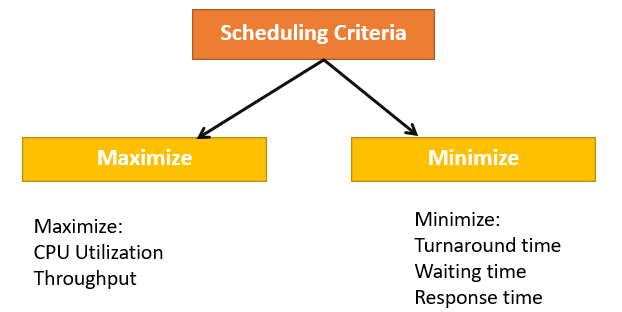 Scheduling Criteria
Maximize
Minimize
Maximize:
CPU Utilization
Throughput
Minimize:
Turnaround time
Waiting time
Response time